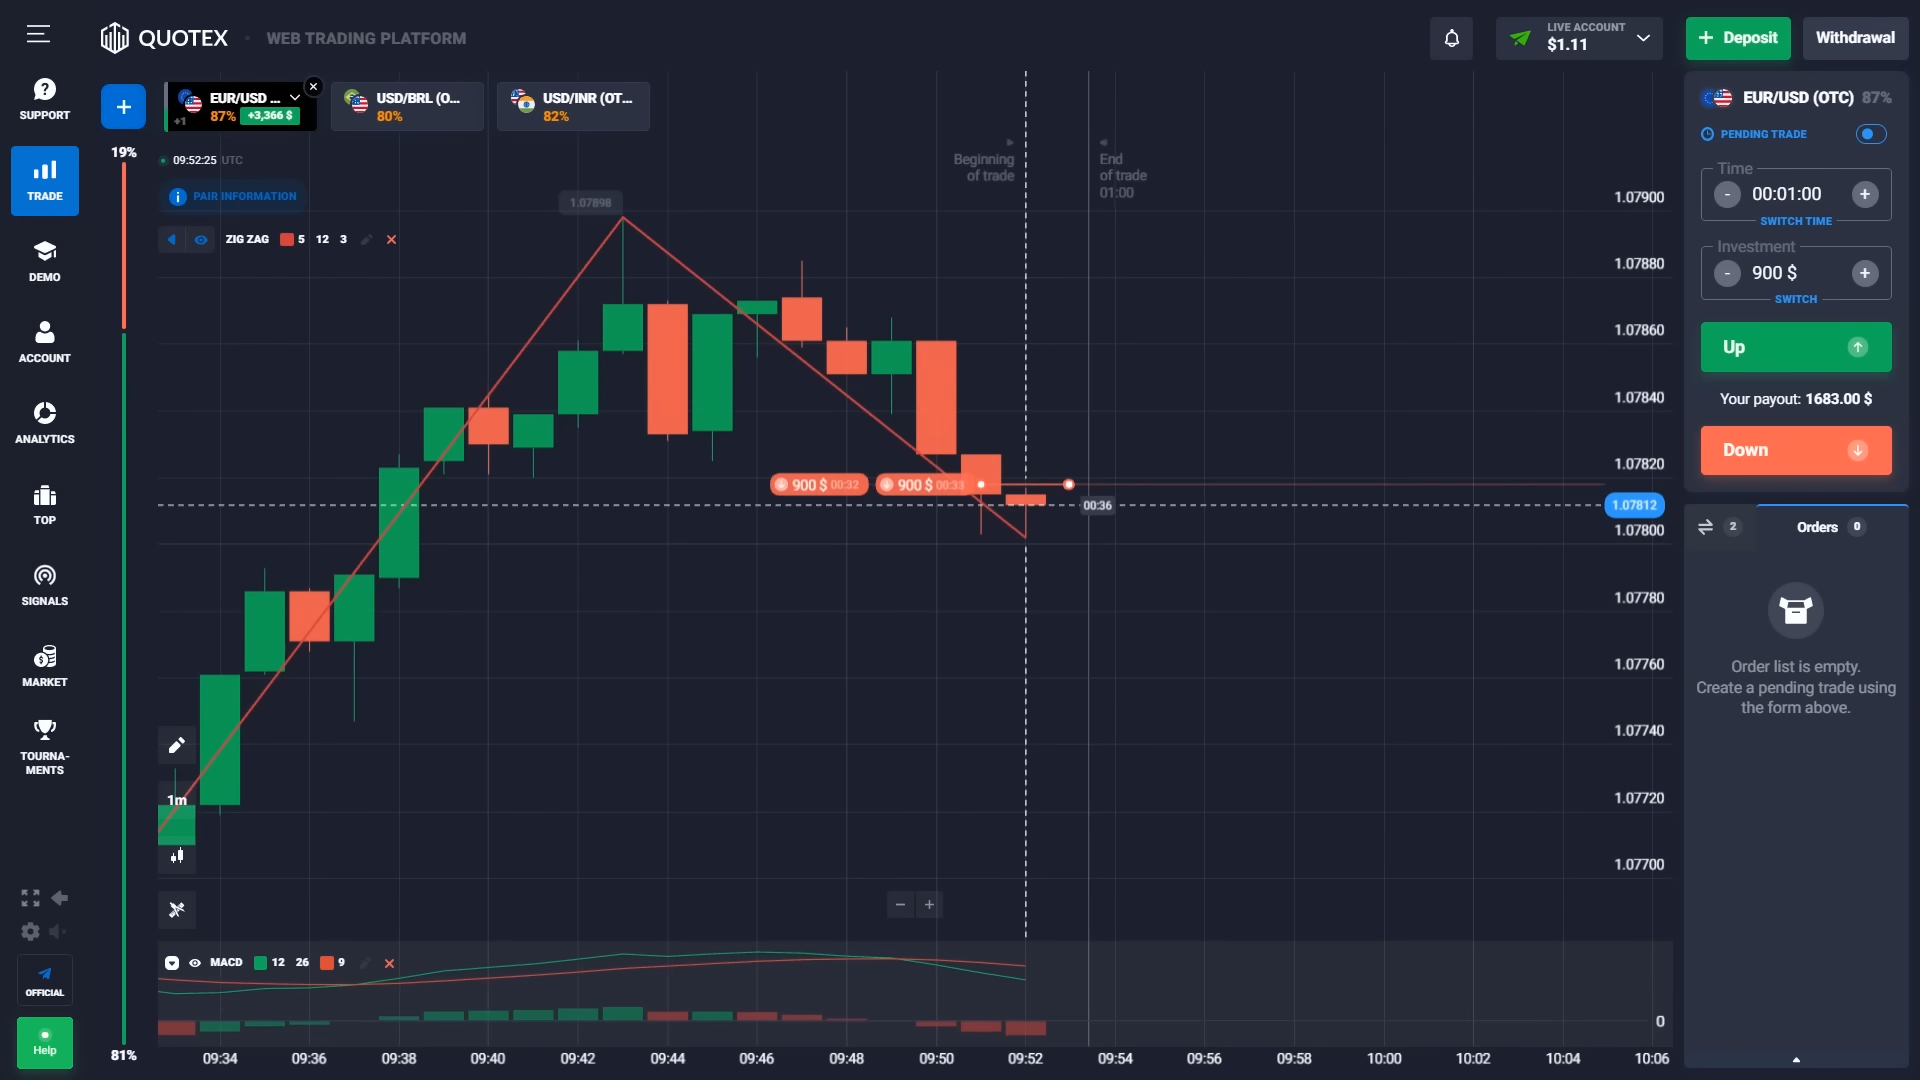 QUOTEX
WEB TRADING PLATFORM
LIVE ACCOUNT
$1.11
+ Deposit
Withdrawal
SUPPORT
TRADE
DEMO
ACCOUNT
ANALYTICS
TOP
SIGNALS
MARKET
TOURNA-
MENTS
OFFICIAL
Help
+
19%
81%
EUR/USD ...
+1
87%
+3,366 $
USD/BRL (O...
80%
USD/INR (OT...
82%
09:52:25 UTC
PAIR INFORMATION
ZIG ZAG 5 12 3
1.07898
Beginning
of trade
End
of trade
01:00
900 $ 00:32
900 $ 00:33
00:36
1m
1.07900
1.07880
1.07860
1.07840
1.07820
1.07812
1.07800
1.07780
1.07760
1.07740
1.07720
1.07700
MACD 12 26 9
0
09:34
09:36
09:38
09:40
09:42
09:44
09:46
09:48
09:50
09:52
09:54
09:56
09:58
10:00
10:02
10:04
10:06
EUR/USD (OTC) 87%
PENDING TRADE
Time
- 00:01:00 +
SWITCH TIME
Investment
- 900 $ +
SWITCH
Up
Your payout: 1683.00 $
Down
2
Orders 0
Order list is empty.
Create a pending trade using
the form above.